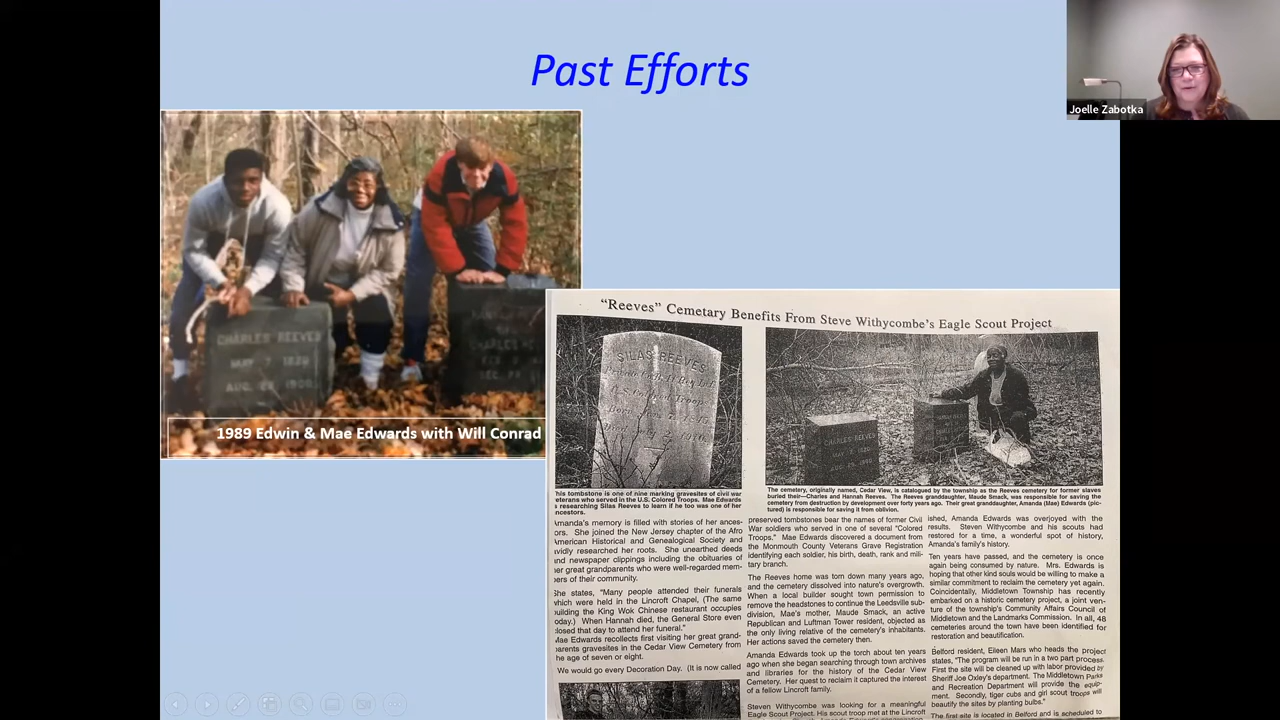 Past Efforts
Joelle Zabotka
CHARLES REEVES
MAY 7 1820
1989 Edwin & Mae Edwards with Will Conrad
"Reeves" Cemetary Benefits From Steve Withycombe's Eagle Scout Project
SILAS REEVES
CHARLES REEVES
This tombstone is one of nine marking gravesites of civil war
veterans who served in the U.S. Colored Troops. Mae Edwards
is researching Silas Reeves to learn if he too was one of her
ancestors.
The cemetery, originally named, Cedar View, is catalogued by the township as the Reeves cemetery for former slaves
buried their—Charles and Hannah Reeves. The Reeves granddaughter, Maude Smack, was responsible for saving the
cemetery from destruction by development over forty years ago. Their great granddaughter, Amanda (Mae) Edwards (pic-
tured) is responsible for saving it from oblivion.
Amanda's memory is filled with stories of her ances-
tors. She joined the New Jersey chapter of the Afro
American Historical and Genealogical Society and
avidly researched her roots. She unearthed deeds
and newspaper clippings including the obituaries of
her great grandparents who were well-regarded mem-
bers of their community.
She states, "Many people attended their funerals
which were held in the Lincroft Chapel, (The same
building the King Wok Chinese restaurant occupies
today.) When Hannah died, the General Store even
closed that day to attend her funeral."
Mae Edwards recollects first visiting her great grand-
parents gravesites in the Cedar View Cemetery from
the age of seven or eight.
We would go every Decoration Day. (It is now called
preserved tombstones bear the names of former Civil
War soldiers who served in one of several "Colored
Troops." Mae Edwards discovered a document from
the Monmouth County Veterans Grave Registration
identifying each soldier, his birth, death, rank and mili-
tary branch.
The Reeves home was torn down many years ago,
and the cemetery dissolved into nature's overgrowth.
When a local builder sought town permission to
remove the headstones to continue the Leedsville sub-
division, Mae's mother, Maude Smack, an active
Republican and Luftman Tower resident, objected as
the only living relative of the cemetery's inhabitants.
Her actions saved the cemetery then.
Amanda Edwards took up the torch about ten years
ago when she began searching through town archives
and libraries for the history of the Cedar View
Cemetery. Her quest to reclaim it captured the interest
of a fellow Lincroft family.
Steven Withycombe was looking for a meaningful
Eagle Scout Project. His scout troop met at the Lincroft
ished, Amanda Edwards was overjoyed with the
results. Steven Withycombe and his scouts had
restored for a time, a wonderful spot of history,
Amanda's family's history.
Ten years have passed, and the cemetery is once
again being consumed by nature. Mrs. Edwards is
hoping that other kind souls would be willing to make a
similar commitment to reclaim the cemetery yet again.
Coincidentally, Middletown Township has recently
embarked on a historic cemetery project, a joint ven-
ture of the township's Community Affairs Council of
Middletown and the Landmarks Commission. In all, 48
cemeteries around the town have been identified for
restoration and beautification.
Belford resident, Eileen Mars who heads the project
states, "The program will be run in a two part process.
First the site will be cleaned up with labor provided by
Sheriff Joe Oxley's department. The Middletown Parks
and Recreation Department will provide the equip-
ment. Secondly, tiger cubs and girl scout troops will
beautify the sites by planting bulbs."
The first site is located in Belford and is scheduled to